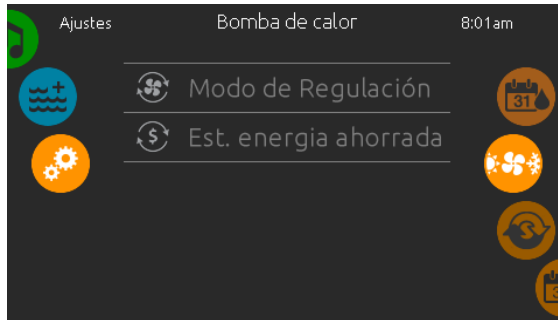 Ajustes Bomba de calor 8:01am
Modo de Regulación
Est. energia ahorrada
31